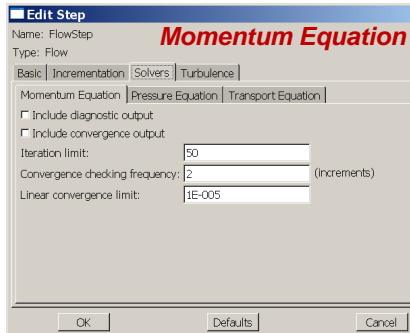 Edit Step
Name: FlowStep
Momentum Equation
Type: Flow
Basic Incrementation Solvers Turbulence
Momentum Equation Pressure Equation Transport Equation
Include diagnostic output
Include convergence output
Iteration limit: 50
Convergence checking frequency: 2 (increments)
Linear convergence limit: 1E-005
OK Defaults Cancel